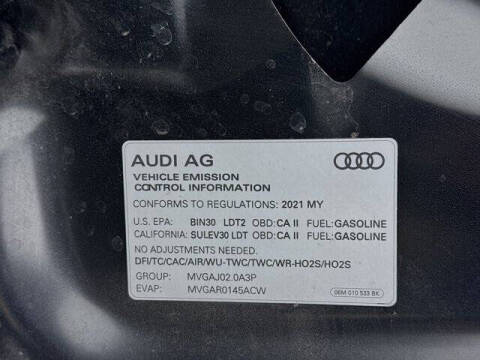 AUDI AG
VEHICLE EMISSION
CONTROL INFORMATION
CONFORMS TO REGULATIONS: 2021 MY
U.S. EPA: BIN30 LDT2 OBD: CA II FUEL: GASOLINE
CALIFORNIA: SULEV30 LDT OBD: CA II FUEL: GASOLINE
NO ADJUSTMENTS NEEDED.
DFI/TC/CAC/AIR/WU-TWC/TWC/WR-HO2S/HO2S
GROUP: MVGAJ02.0A3P
EVAP: MVGAR0145ACW
06M 010 533 BK